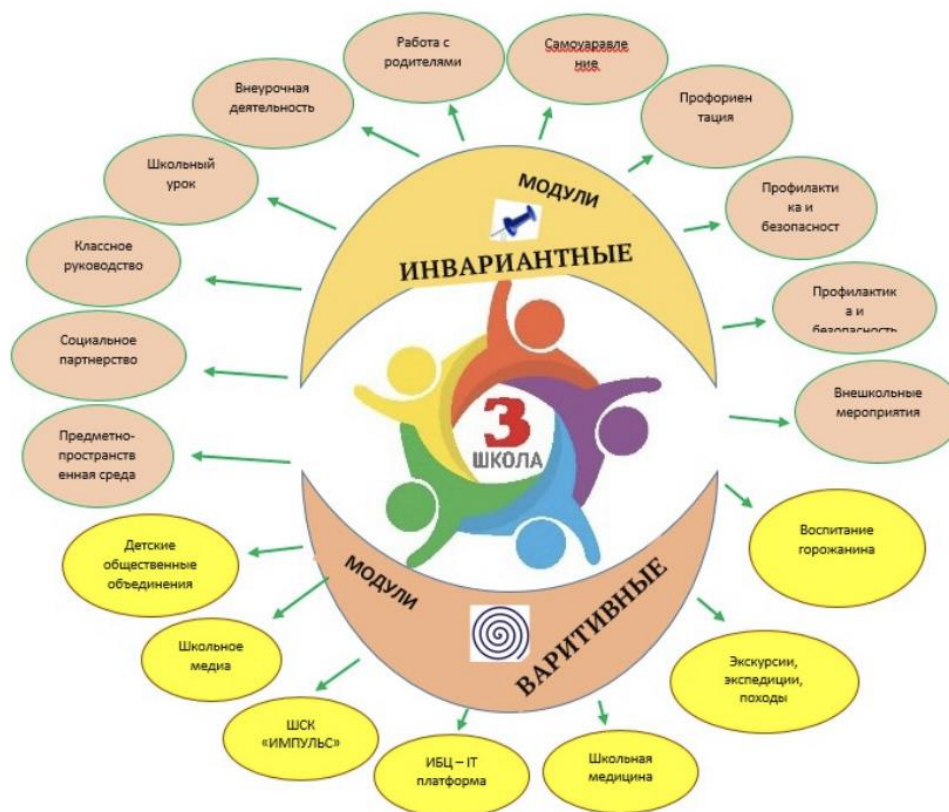 Работа с
родителями
Самоуаравле
ние
Внеурочная
деятельность
Профориен
тация
Школьный
урок
Профилакти
ка и
безопасност
Классное
руководство
МОДУЛИ
ИНВАРИАНТНЫЕ
Профилактик
а и
безопасность
Социальное
партнерство
Внешкольные
мероприятия
Предметно-
пространств
енная среда
3
ШКОЛА
Детские
общественные
объединения
Воспитание
горожанина
МОДУЛИ
ВАРИТИВНЫЕ
Школьное
медиа
Экскурсии,
экспедиции,
походы
ШСК
«ИМПУЛЬС»
ИБЦ – IT
платформа
Школьная
медицина